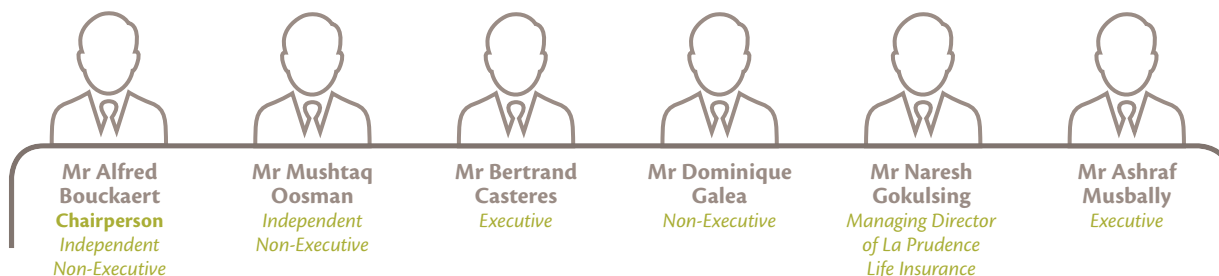 Mr Alfred
Bouckaert
Chairperson
Independent
Non-Executive
Mr Mushtaq
Oosman
Independent
Non-Executive
Mr Bertrand
Casteres
Executive
Mr Dominique
Galea
Non-Executive
Mr Naresh
Gokulsing
Managing Director
of La Prudence
Life Insurance
Mr Ashraf
Musbally
Executive